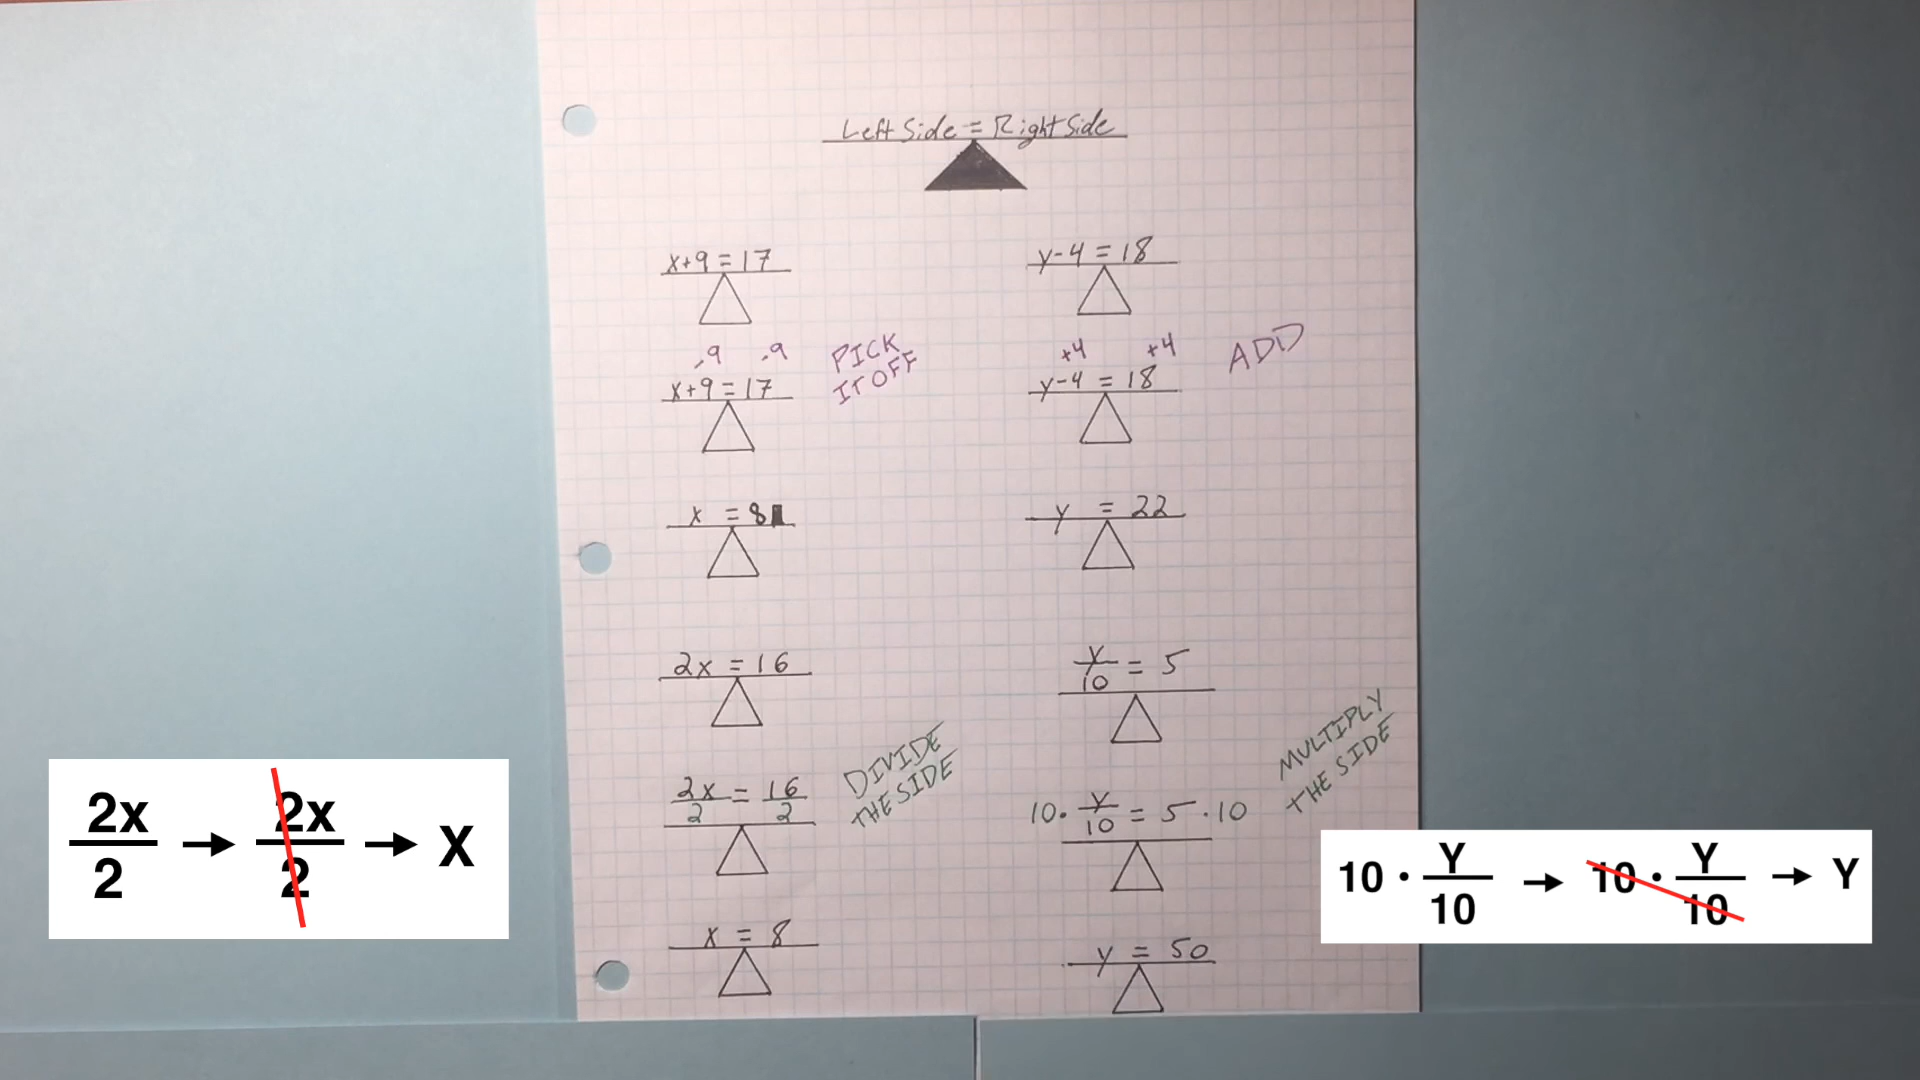 Left Side = Right Side
x+9 = 17
-9 -9
PICK
IT OFF
x+9 = 17
x = 8
y-4 = 18
+4 +4
ADD
y-4 = 18
y = 22
2x = 16
DIVIDE
THE SIDE
2x/2 = 16/2
x = 8
y/10 = 5
MULTIPLY
THE SIDE
10 · y/10 = 5 · 10
y = 50
2x/2 → 2x/2 → X
10 · Y/10 → 10 · Y/10 → Y